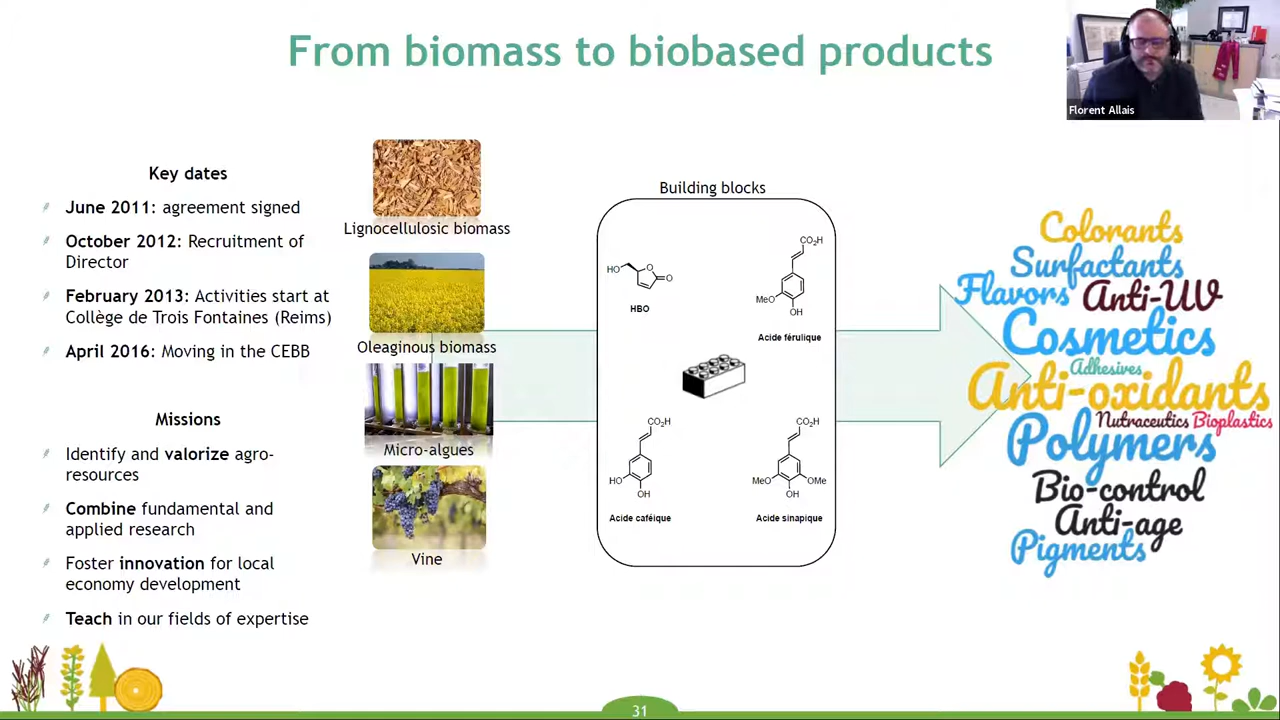 From biomass to biobased products
Florent Allais
Key dates
June 2011: agreement signed
October 2012: Recruitment of
Director
February 2013: Activities start at
Collège de Trois Fontaines (Reims)
April 2016: Moving in the CEBB
Missions
Identify and valorize agro-
resources
Combine fundamental and
applied research
Foster innovation for local
economy development
Teach in our fields of expertise
Lignocellulosic biomass
Oleaginous biomass
Micro-algues
Vine
Building blocks
HO
O
O
HBO
CO₂H
MeO
OH
Acide férulique
CO₂H
HO
OH
Acide caféique
CO₂H
MeO
OMe
OH
Acide sinapique
Colorants
Surfactants
Flavors Anti-UV
Cosmetics
Adhesives
Anti-oxidants
Nutraceutics Bioplastics
Polymers
Bio-control
Anti-age
Pigments
31